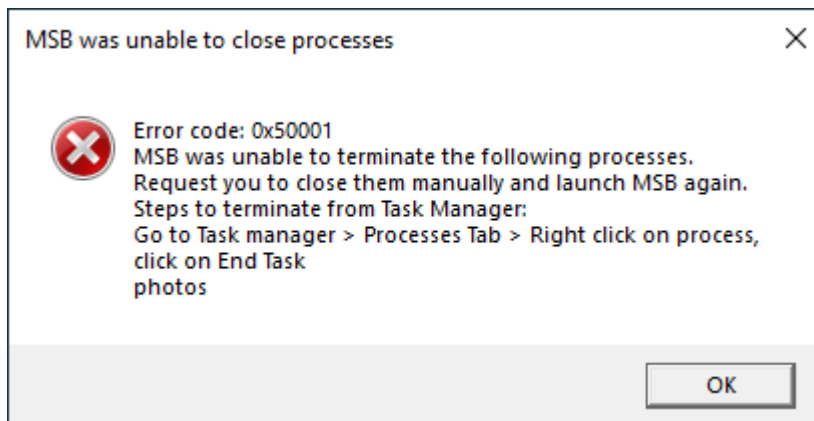 MSB was unable to close processes
Error code: 0x50001
MSB was unable to terminate the following processes.
Request you to close them manually and launch MSB again.
Steps to terminate from Task Manager:
Go to Task manager > Processes Tab > Right click on process,
click on End Task
photos
OK